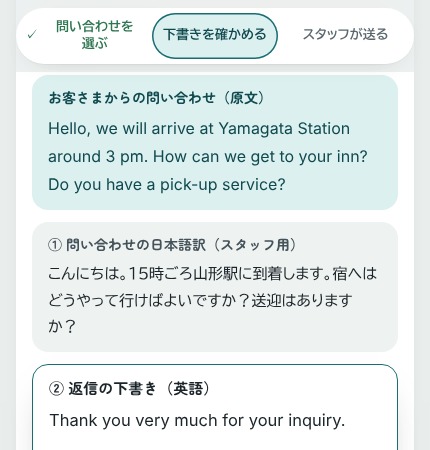 ✓ 問い合わせを
選ぶ
下書きを確かめる
スタッフが送る
お客さまからの問い合わせ（原文）
Hello, we will arrive at Yamagata Station
around 3 pm. How can we get to your inn?
Do you have a pick-up service?
① 問い合わせの日本語訳（スタッフ用）
こんにちは。15時ごろ山形駅に到着します。宿へは
どうやって行けばよいですか？送迎はあります
か？
② 返信の下書き（英語）
Thank you very much for your inquiry.